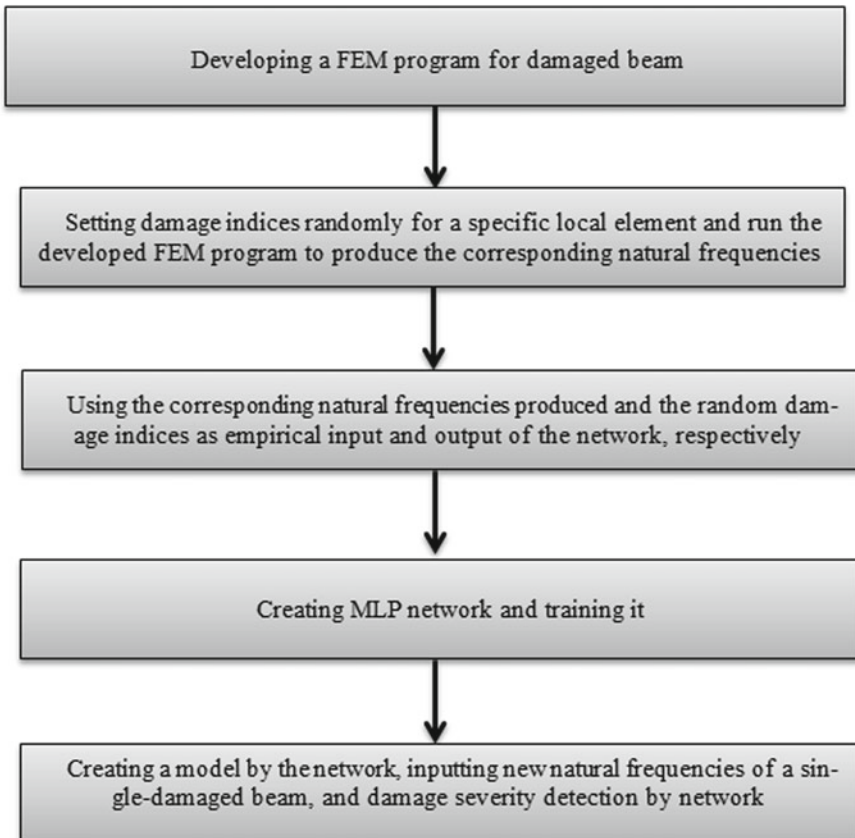 Developing a FEM program for damaged beam
Setting damage indices randomly for a specific local element and run the
developed FEM program to produce the corresponding natural frequencies
Using the corresponding natural frequencies produced and the random dam-
age indices as empirical input and output of the network, respectively
Creating MLP network and training it
Creating a model by the network, inputting new natural frequencies of a sin-
gle-damaged beam, and damage severity detection by network